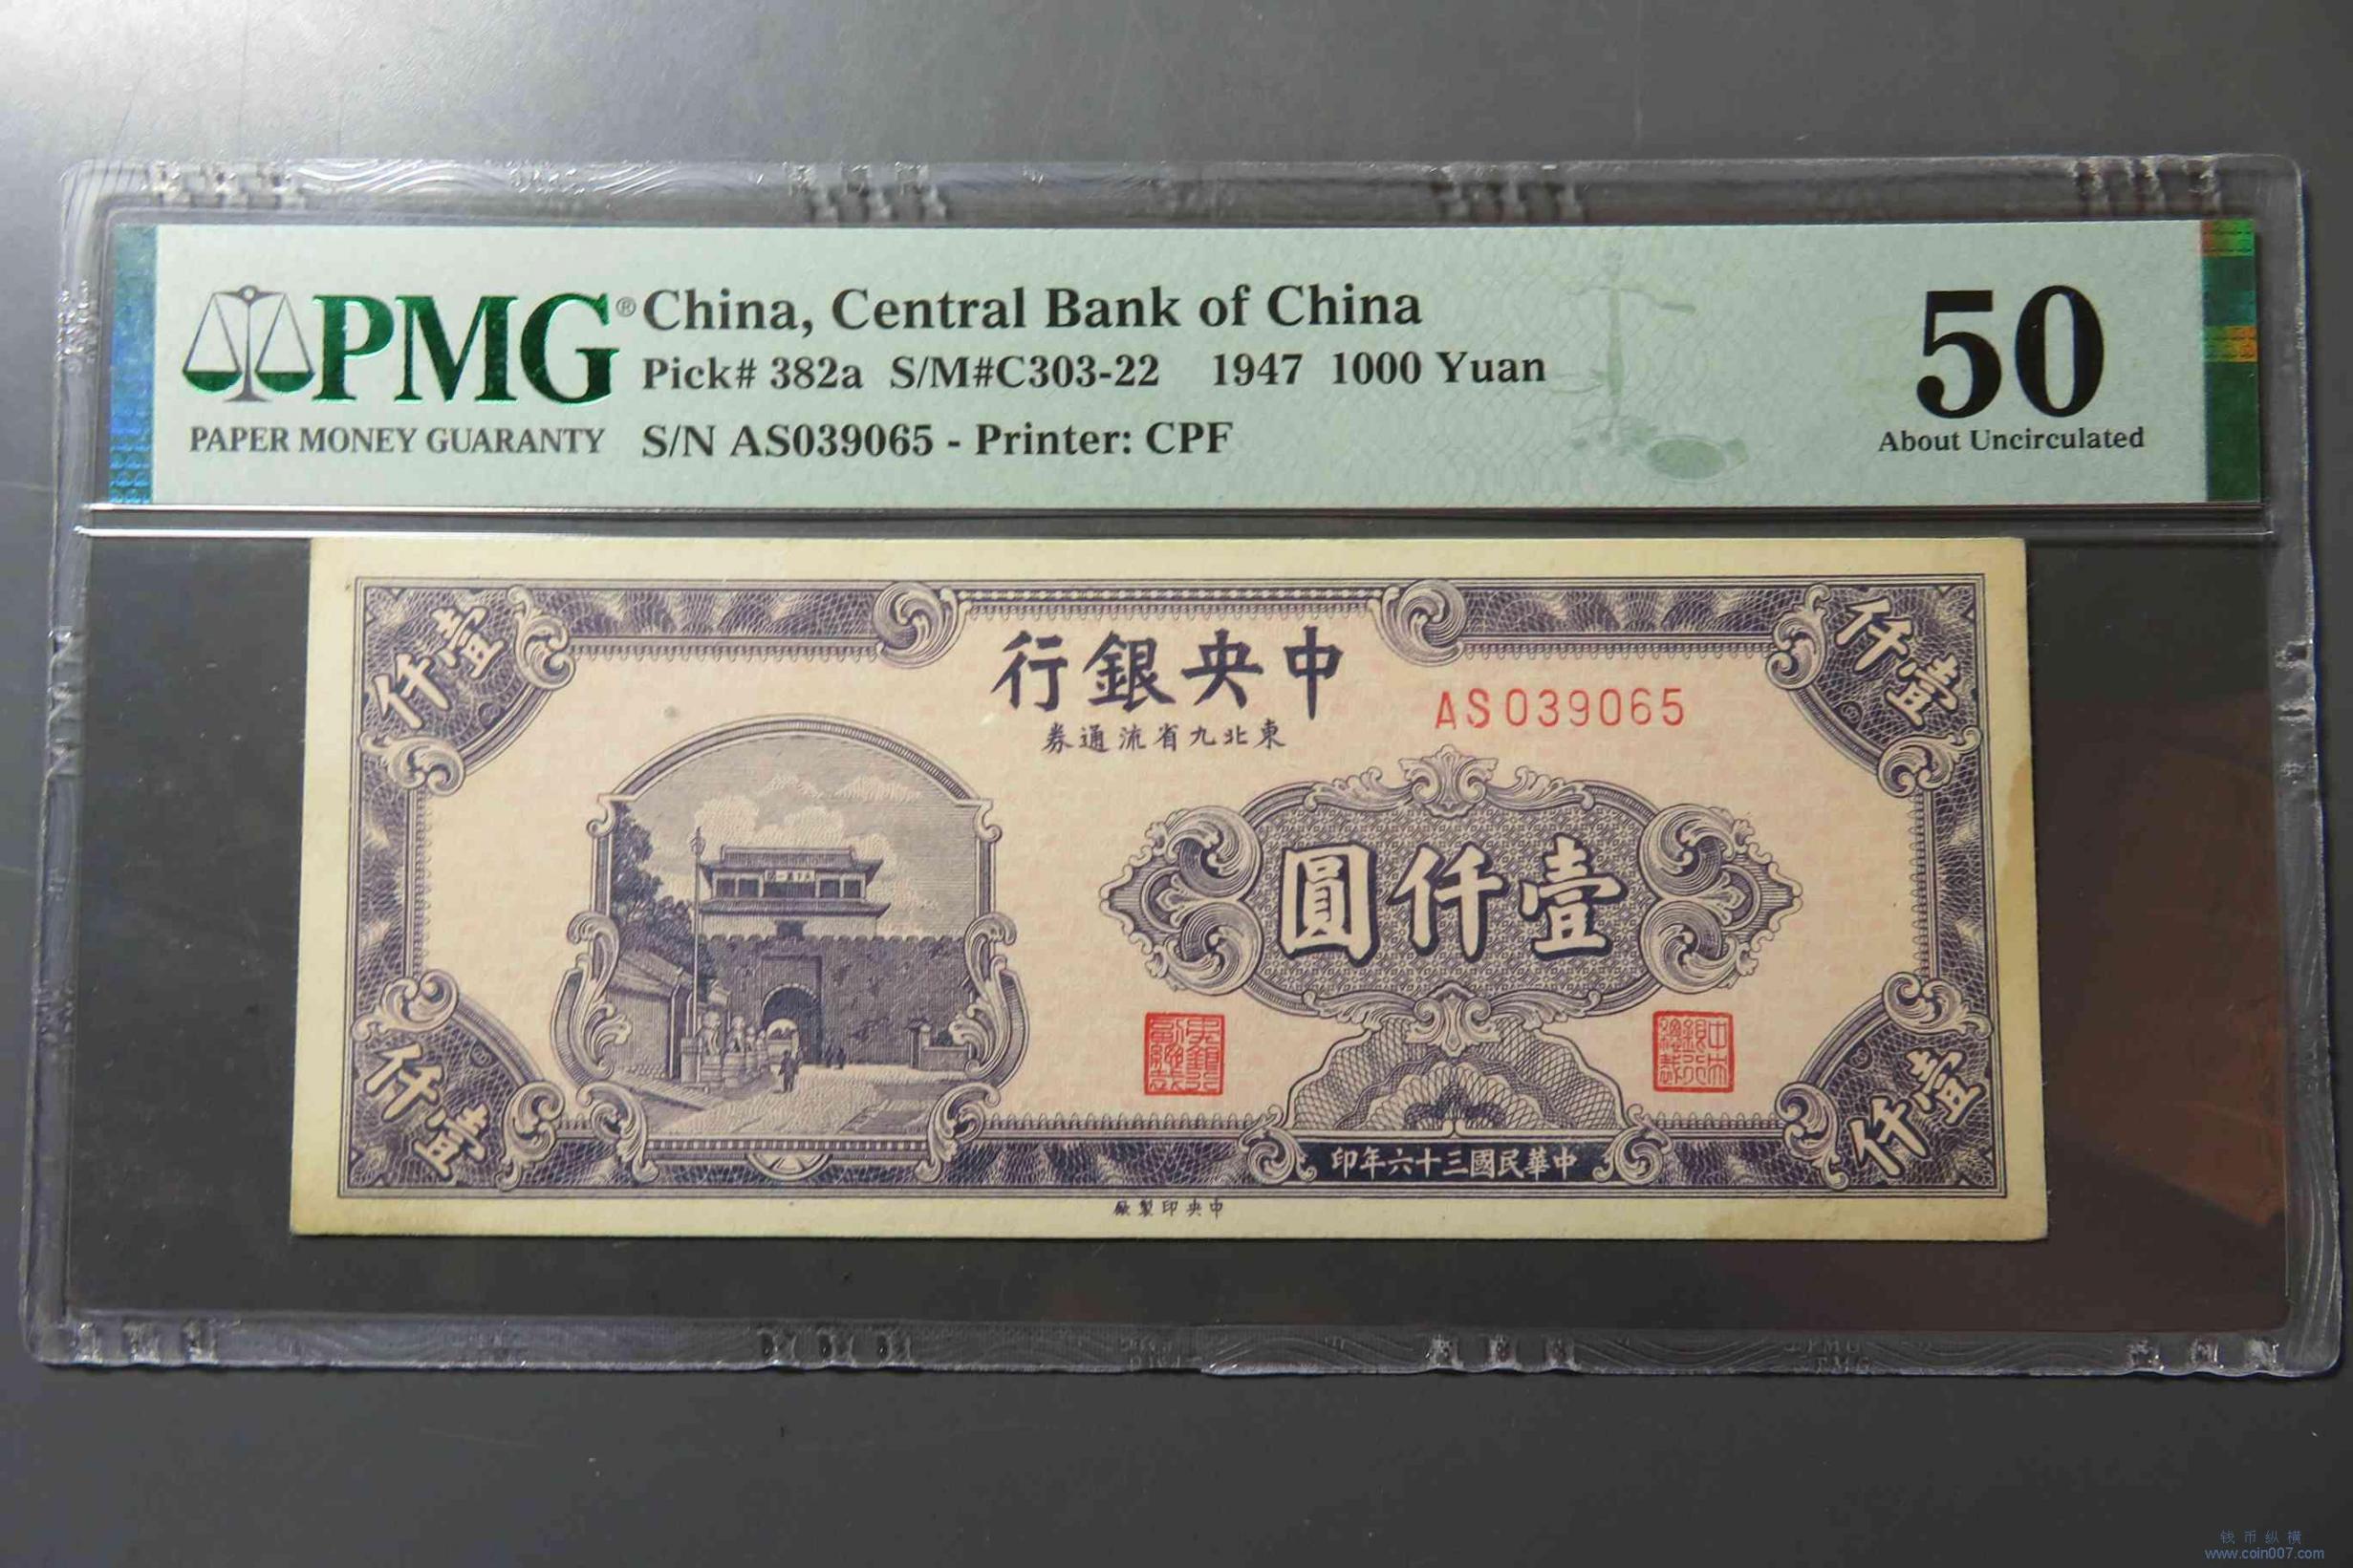 PMG® China, Central Bank of China
Pick# 382a S/M#C303-22 1947 1000 Yuan
PAPER MONEY GUARANTY S/N AS039065 - Printer: CPF
50
About Uncirculated
壹仟
壹仟
中央銀行
東北九省流通券
AS039065
壹仟圓
壹仟
壹仟
中華民國三十六年印
中央印製廠
钱币纵横
www.coin007.com